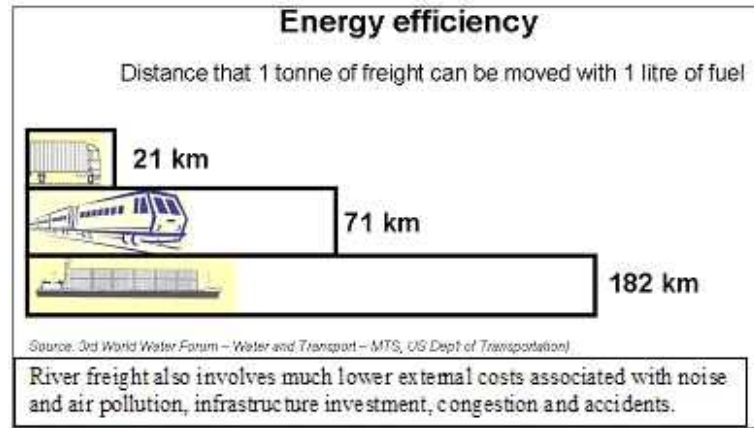 Energy efficiency
Distance that 1 tonne of freight can be moved with 1 litre of fuel
21 km
71 km
182 km
Source: 3rd World Water Forum – Water and Transport – MTS, US Dept of Transportation)
River freight also involves much lower external costs associated with noise
and air pollution, infrastructure investment, congestion and accidents.